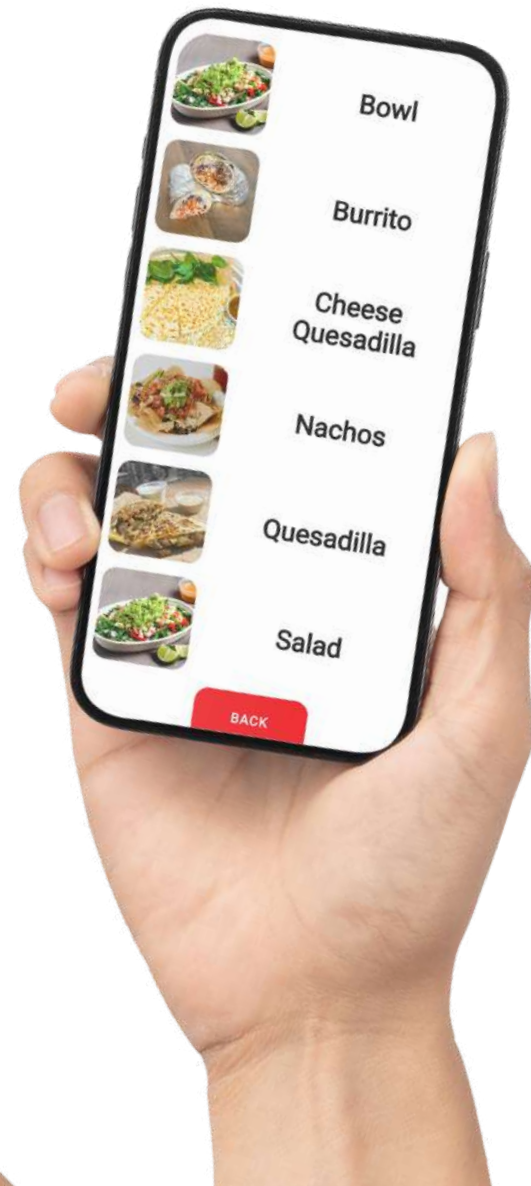 Bowl
Burrito
Cheese
Quesadilla
Nachos
Quesadilla
Salad
BACK